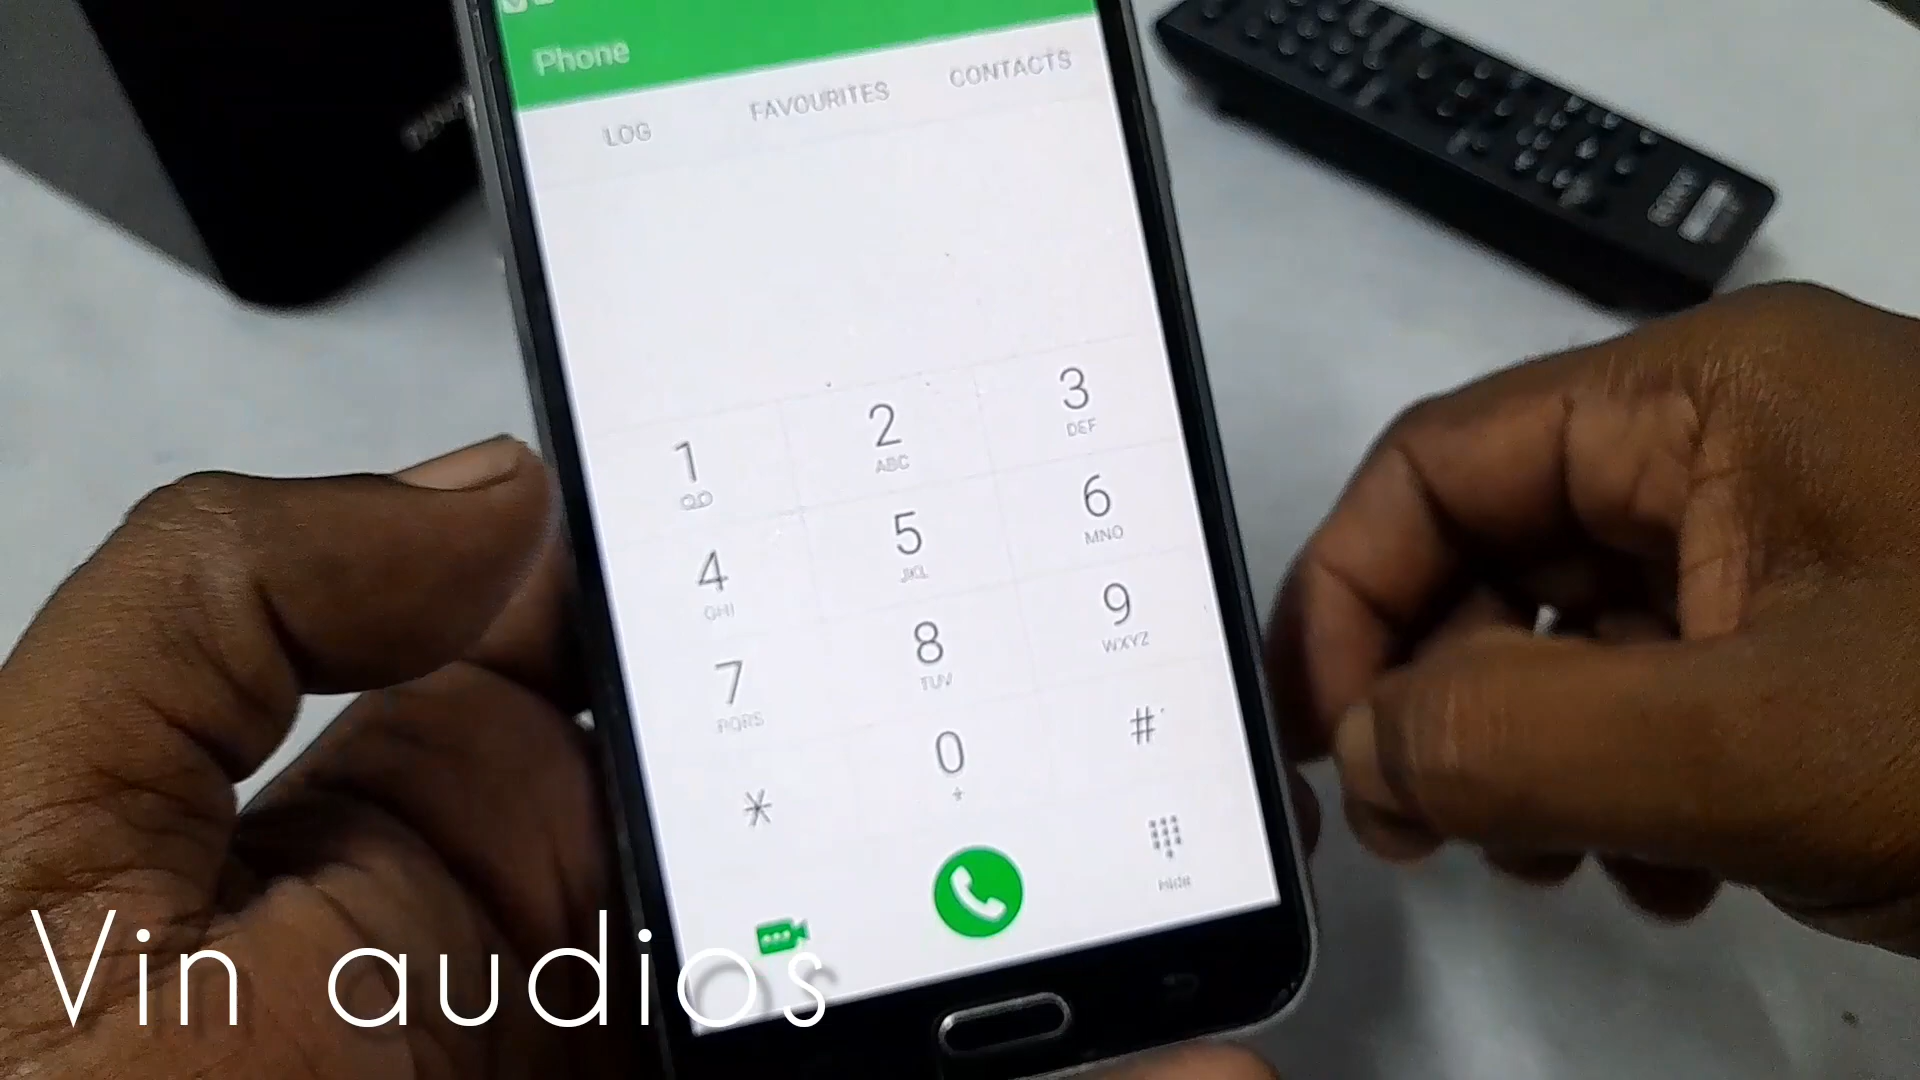 Phone
LOG
FAVOURITES
CONTACTS
1
2
ABC
3
DEF
4
GHI
5
JKL
6
MNO
7
PQRS
8
TUV
9
WXYZ
*
0
+
#
Hide
Vin audios